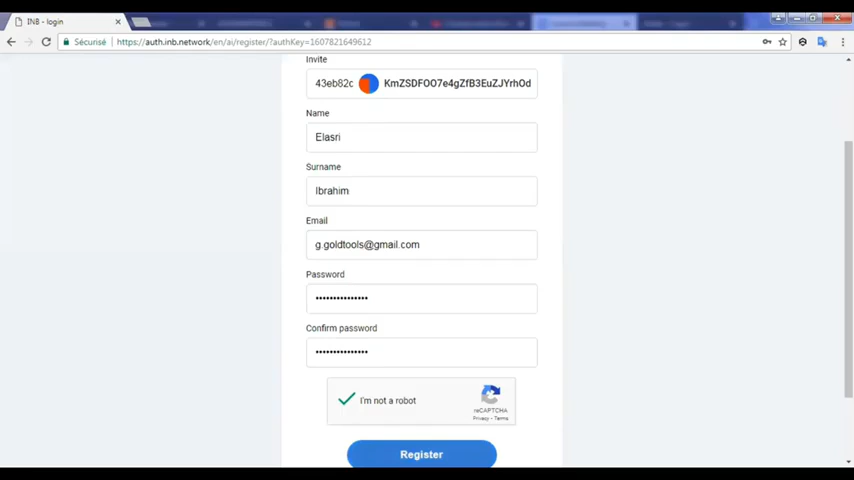 INB - login
Sécurisé
https://auth.inb.network/en/ai/register/?authKey=1607821649612
Invite
43eb82c KmZSDFOO7e4gZfB3EuZJYrhOd
Name
Elasri
Surname
Ibrahim
Email
g.goldtools@gmail.com
Password
Confirm password
I'm not a robot
reCAPTCHA
Privacy - Terms
Register